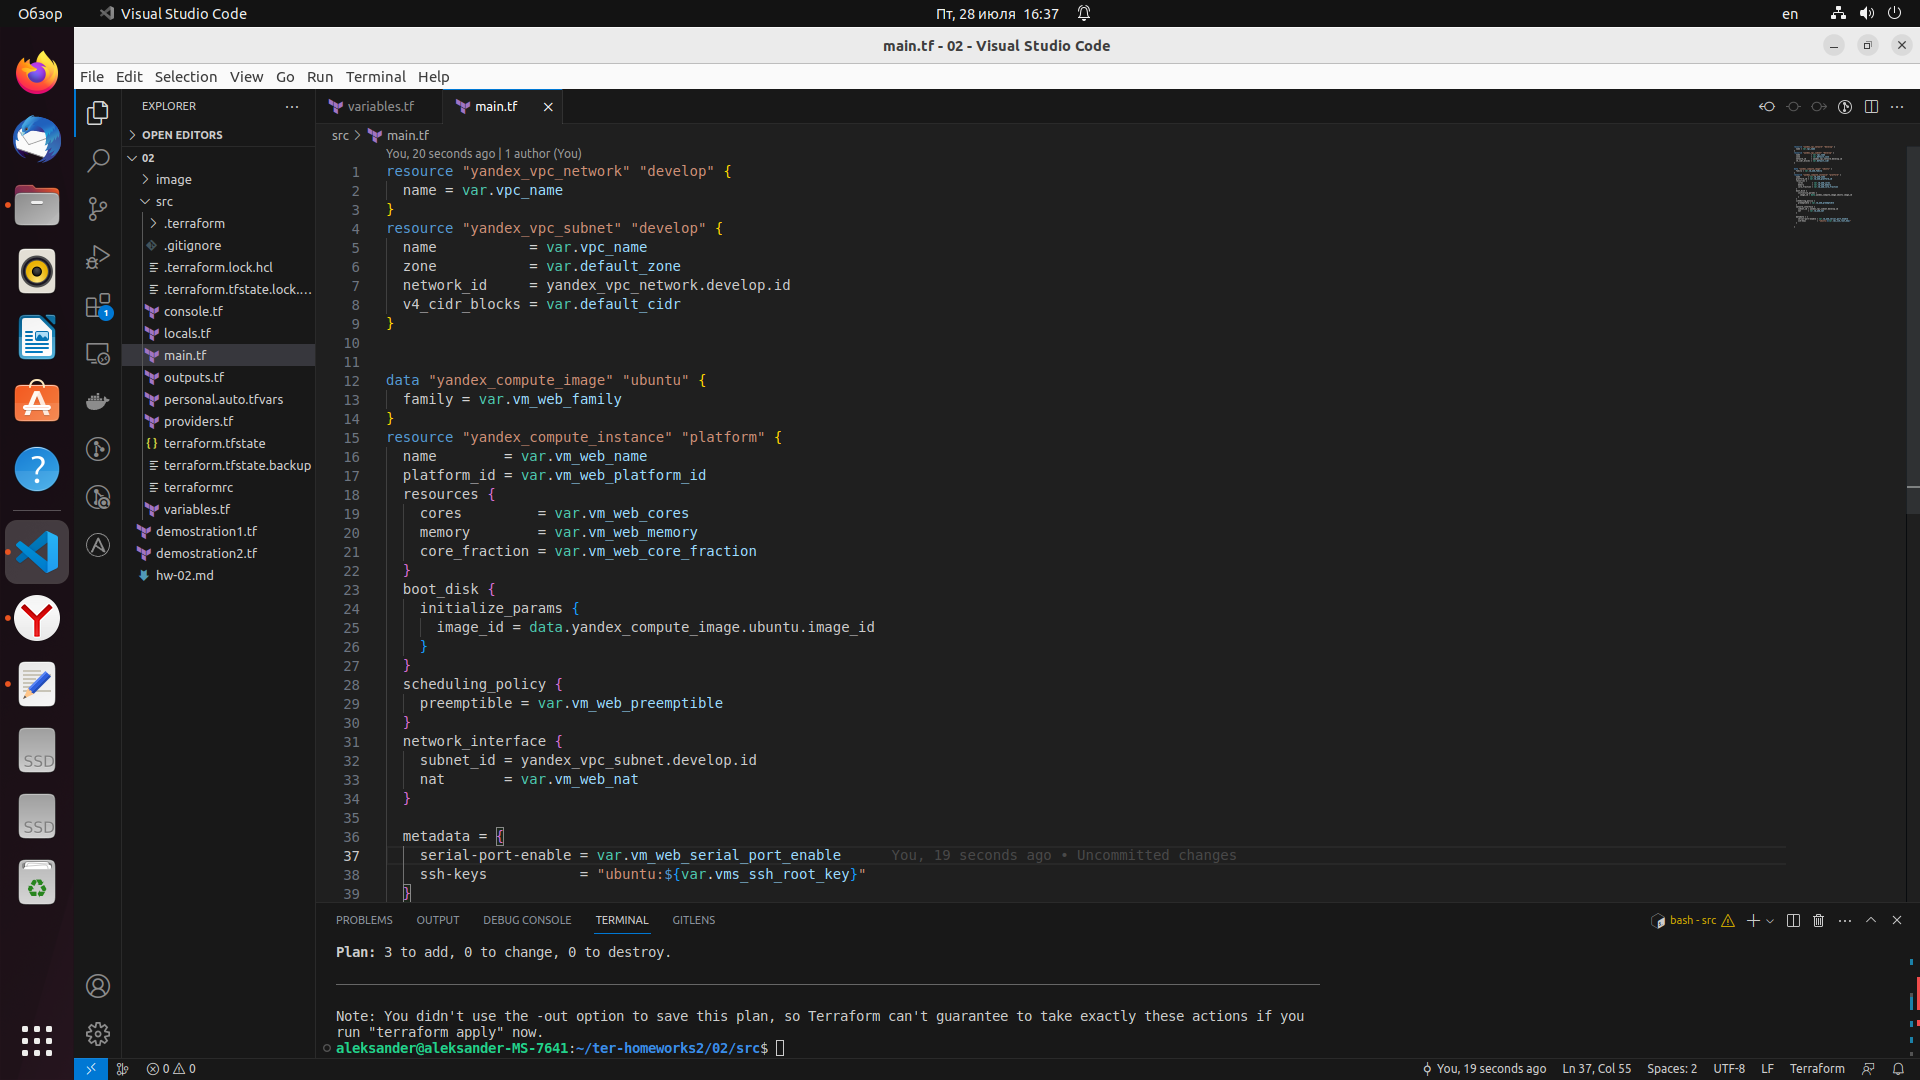 Обзор
Visual Studio Code
Пт, 28 июля 16:37
en
main.tf - 02 - Visual Studio Code
File Edit Selection View Go Run Terminal Help
EXPLORER
OPEN EDITORS
02
image
src
.terraform
.gitignore
.terraform.lock.hcl
.terraform.tfstate.lock....
console.tf
locals.tf
main.tf
outputs.tf
personal.auto.tfvars
providers.tf
terraform.tfstate
terraform.tfstate.backup
terraformrc
variables.tf
demostration1.tf
demostration2.tf
hw-02.md
1
SSD
SSD
variables.tf
main.tf
src > main.tf
You, 20 seconds ago | 1 author (You)
1 resource "yandex_vpc_network" "develop" {
2   name = var.vpc_name
3 }
4 resource "yandex_vpc_subnet" "develop" {
5   name           = var.vpc_name
6   zone           = var.default_zone
7   network_id     = yandex_vpc_network.develop.id
8   v4_cidr_blocks = var.default_cidr
9 }
10
11
12 data "yandex_compute_image" "ubuntu" {
13   family = var.vm_web_family
14 }
15 resource "yandex_compute_instance" "platform" {
16   name        = var.vm_web_name
17   platform_id = var.vm_web_platform_id
18   resources {
19     cores         = var.vm_web_cores
20     memory        = var.vm_web_memory
21     core_fraction = var.vm_web_core_fraction
22   }
23   boot_disk {
24     initialize_params {
25       image_id = data.yandex_compute_image.ubuntu.image_id
26     }
27   }
28   scheduling_policy {
29     preemptible = var.vm_web_preemptible
30   }
31   network_interface {
32     subnet_id = yandex_vpc_subnet.develop.id
33     nat       = var.vm_web_nat
34   }
35
36   metadata = {
37     serial-port-enable = var.vm_web_serial_port_enable      You, 19 seconds ago • Uncommitted changes
38     ssh-keys           = "ubuntu:${var.vms_ssh_root_key}"
39   }
PROBLEMS OUTPUT DEBUG CONSOLE TERMINAL GITLENS
bash - src
Plan: 3 to add, 0 to change, 0 to destroy.
Note: You didn't use the -out option to save this plan, so Terraform can't guarantee to take exactly these actions if you
run "terraform apply" now.
aleksander@aleksander-MS-7641:~/ter-homeworks2/02/src$
0 0
You, 19 seconds ago Ln 37, Col 55 Spaces: 2 UTF-8 LF Terraform